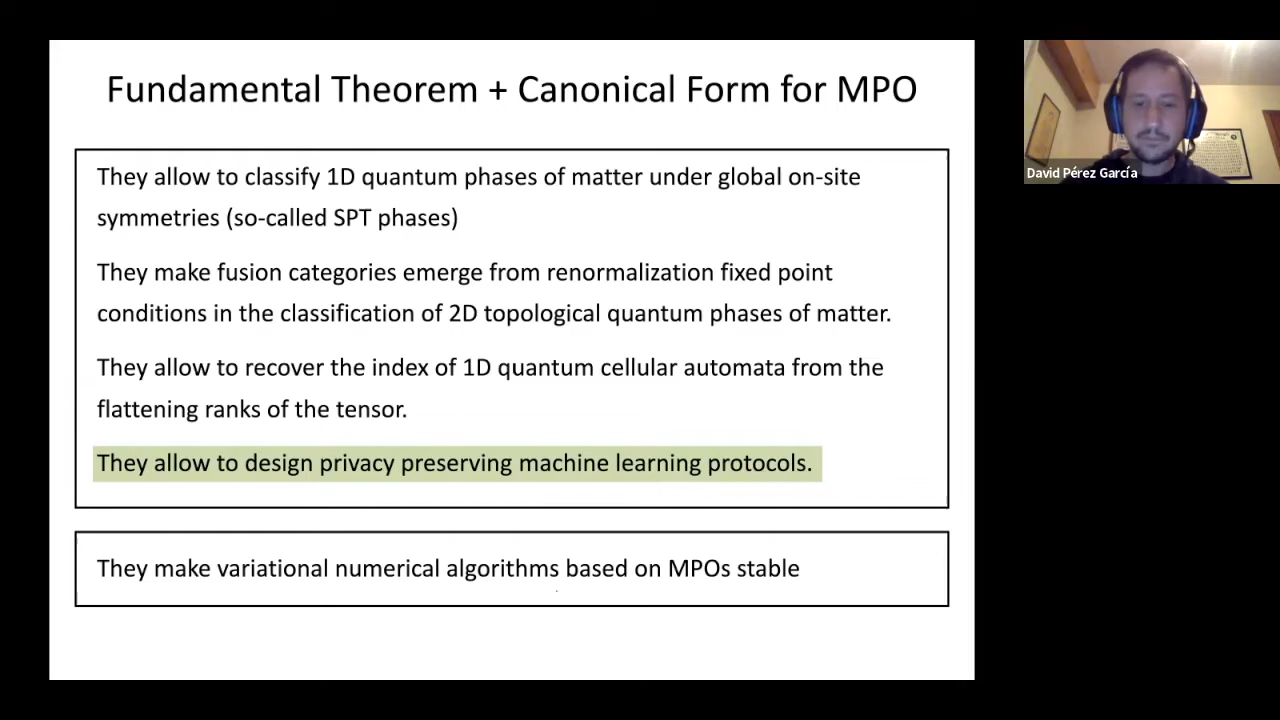 Fundamental Theorem + Canonical Form for MPO
They allow to classify 1D quantum phases of matter under global on-site
symmetries (so-called SPT phases)
They make fusion categories emerge from renormalization fixed point
conditions in the classification of 2D topological quantum phases of matter.
They allow to recover the index of 1D quantum cellular automata from the
flattening ranks of the tensor.
They allow to design privacy preserving machine learning protocols.
They make variational numerical algorithms based on MPOs stable
David Pérez García